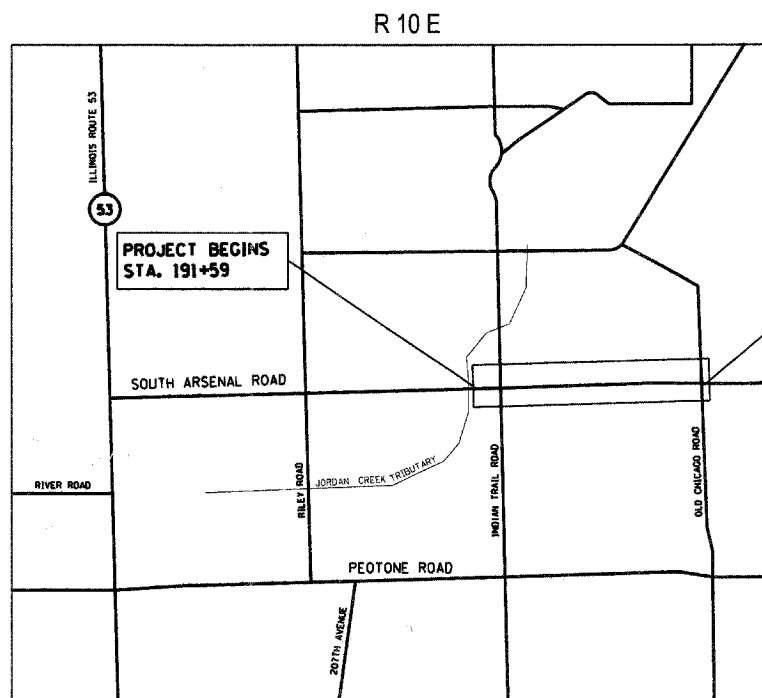 R 10 E
ILLINOIS ROUTE 53
53
PROJECT BEGINS
STA. 191+59
SOUTH ARSENAL ROAD
RIVER ROAD
RILEY ROAD
JORDAN CREEK TRIBUTARY
INDIAN TRAIL ROAD
OLD CHICAGO ROAD
PEOTONE ROAD
207TH AVENUE